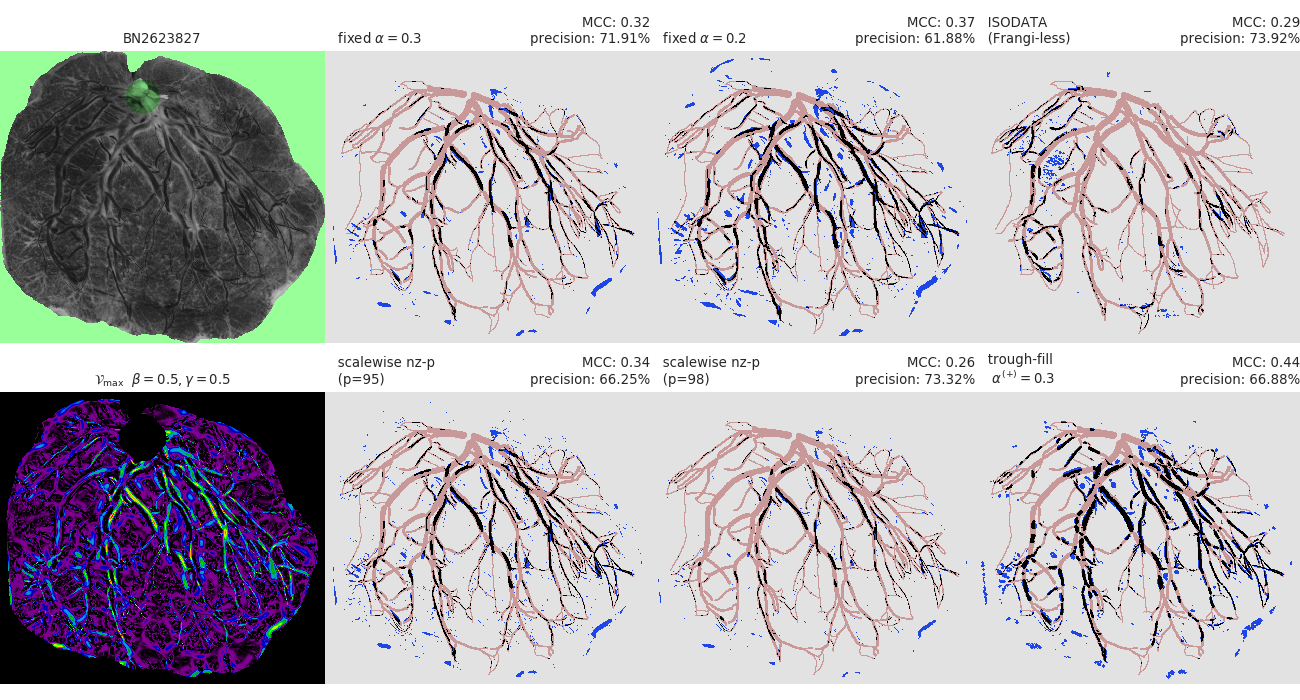 BN2623827
fixed α = 0.3
MCC: 0.32
precision: 71.91%
fixed α = 0.2
MCC: 0.37
precision: 61.88%
ISODATA
(Frangi-less)
MCC: 0.29
precision: 73.92%
𝒱max β = 0.5, γ = 0.5
scalewise nz-p
(p=95)
MCC: 0.34
precision: 66.25%
scalewise nz-p
(p=98)
MCC: 0.26
precision: 73.32%
trough-fill
α(+) = 0.3
MCC: 0.44
precision: 66.88%